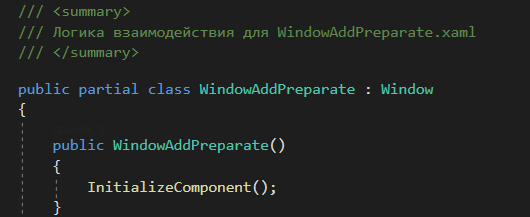 /// <summary>
/// Логика взаимодействия для WindowAddPreparate.xaml
/// </summary>
public partial class WindowAddPreparate : Window
{
public WindowAddPreparate()
{
InitializeComponent();
}